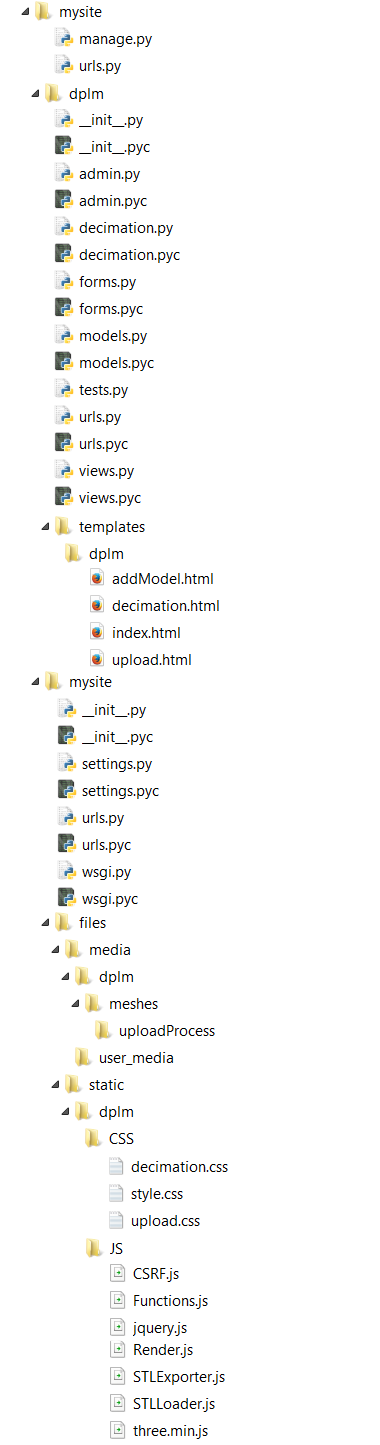 mysite
manage.py
urls.py
dplm
__init__.py
__init__.pyc
admin.py
admin.pyc
decimation.py
decimation.pyc
forms.py
forms.pyc
models.py
models.pyc
tests.py
urls.py
urls.pyc
views.py
views.pyc
templates
dplm
addModel.html
decimation.html
index.html
upload.html
mysite
__init__.py
__init__.pyc
settings.py
settings.pyc
urls.py
urls.pyc
wsgi.py
wsgi.pyc
files
media
dplm
meshes
uploadProcess
user_media
static
dplm
CSS
decimation.css
style.css
upload.css
JS
CSRF.js
Functions.js
jquery.js
Render.js
STLExporter.js
STLLoader.js
three.min.js